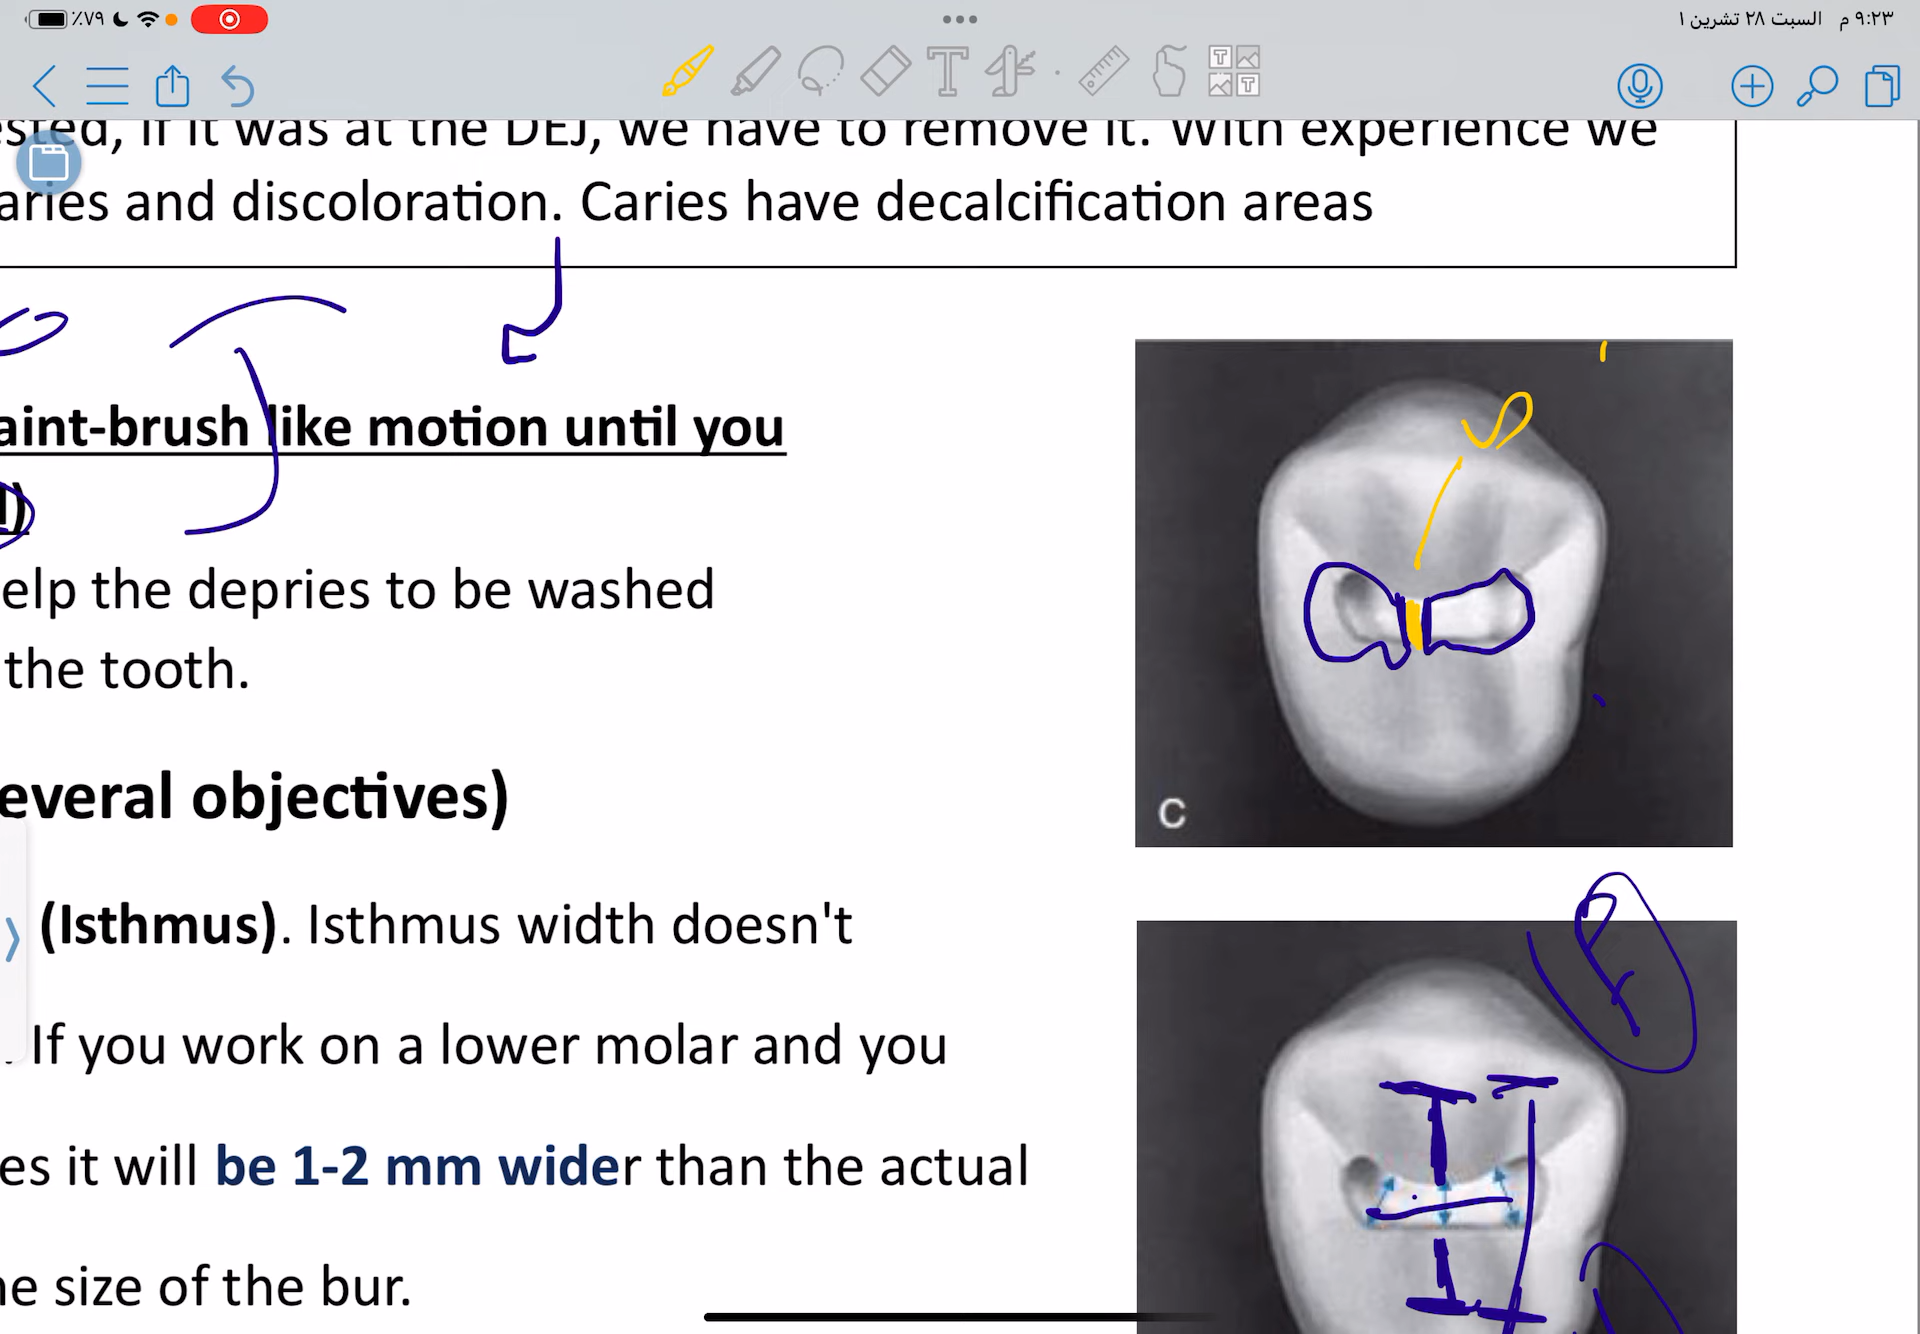 ٪٧٩
٩:٢٣ م السبت ٢٨ تشرين ١
ested, if it was at the DEJ, we have to remove it. With experience we
aries and discoloration. Caries have decalcification areas
aint-brush like motion until you
elp the depries to be washed
the tooth.
everal objectives)
(Isthmus). Isthmus width doesn't
. If you work on a lower molar and you
es it will be 1-2 mm wider than the actual
he size of the bur.
C